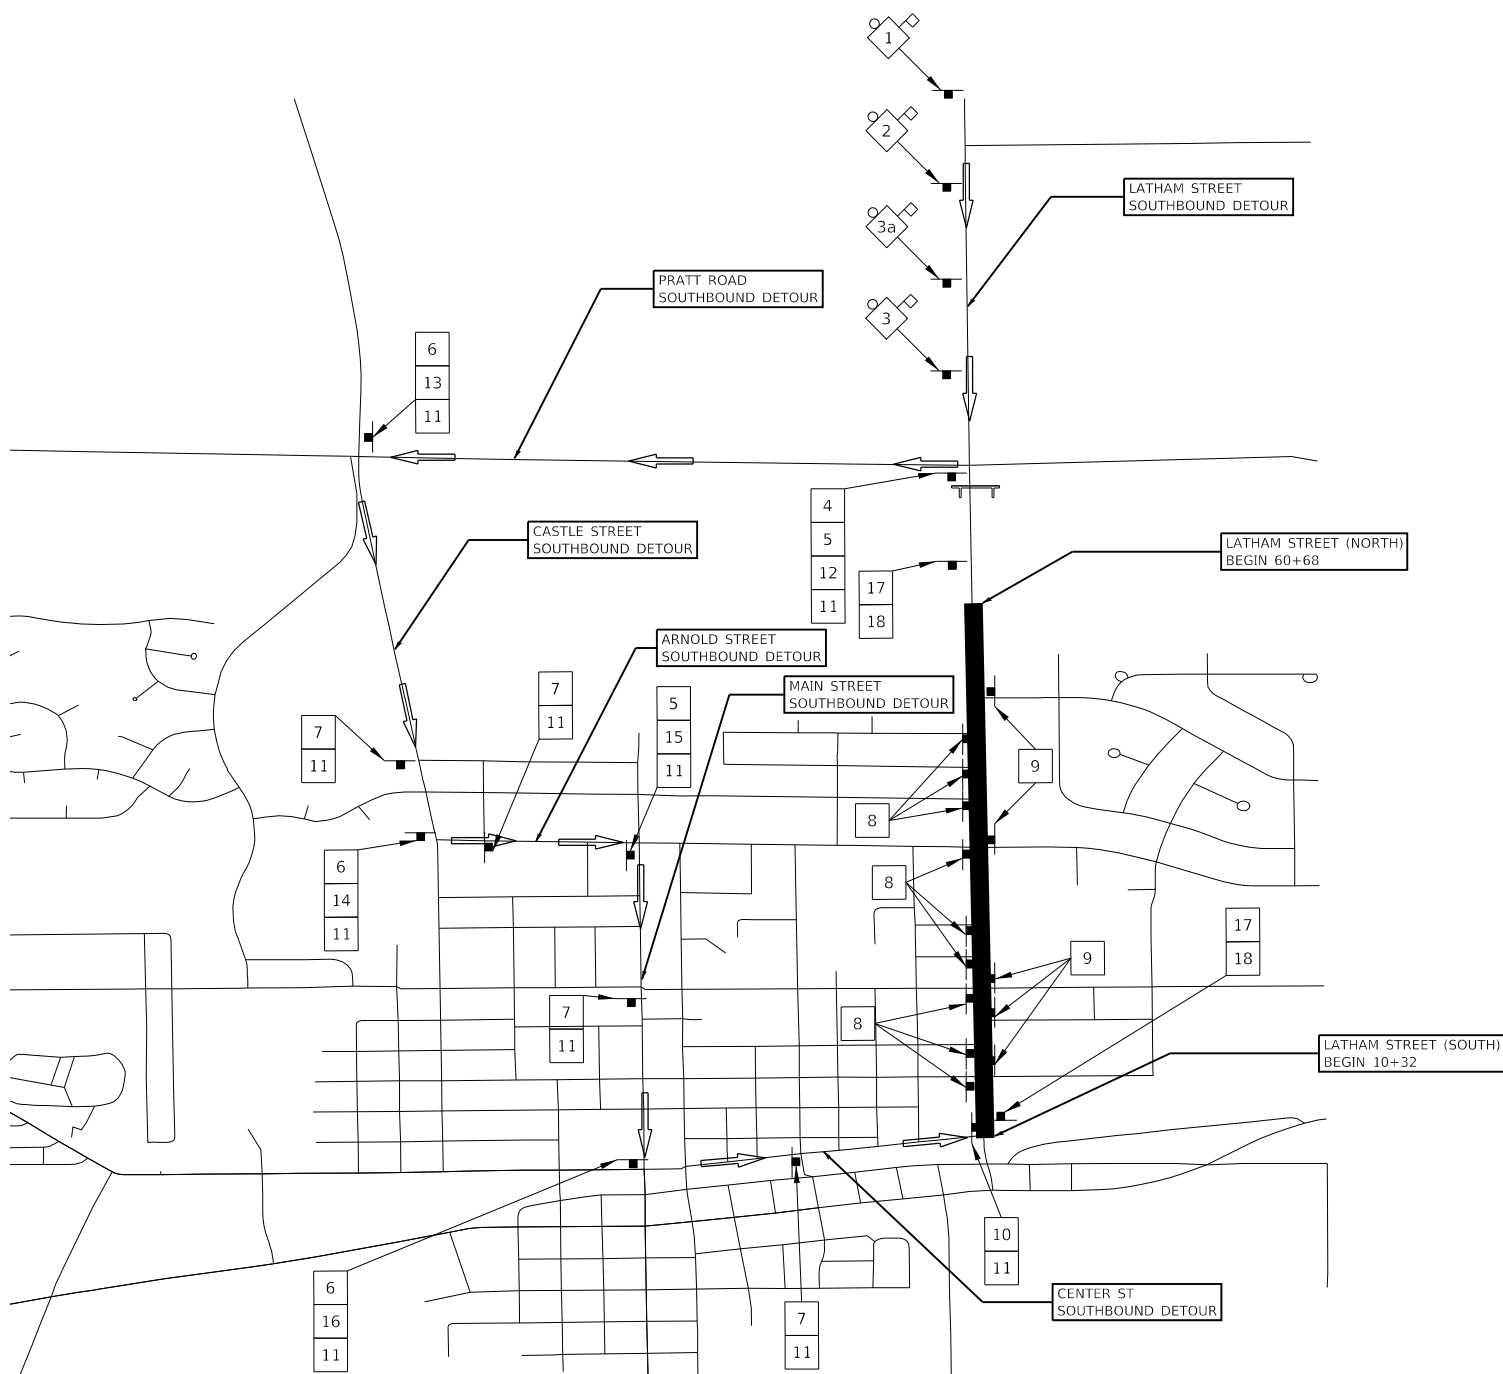 1
2
LATHAM STREET
SOUTHBOUND DETOUR
3a
PRATT ROAD
SOUTHBOUND DETOUR
3
6
13
11
4
5
12
11
CASTLE STREET
SOUTHBOUND DETOUR
LATHAM STREET (NORTH)
BEGIN 60+68
17
18
ARNOLD STREET
SOUTHBOUND DETOUR
7
11
5
15
11
MAIN STREET
SOUTHBOUND DETOUR
7
11
9
8
6
14
11
8
17
18
9
7
11
8
LATHAM STREET (SOUTH)
BEGIN 10+32
10
11
6
16
11
7
11
CENTER ST
SOUTHBOUND DETOUR